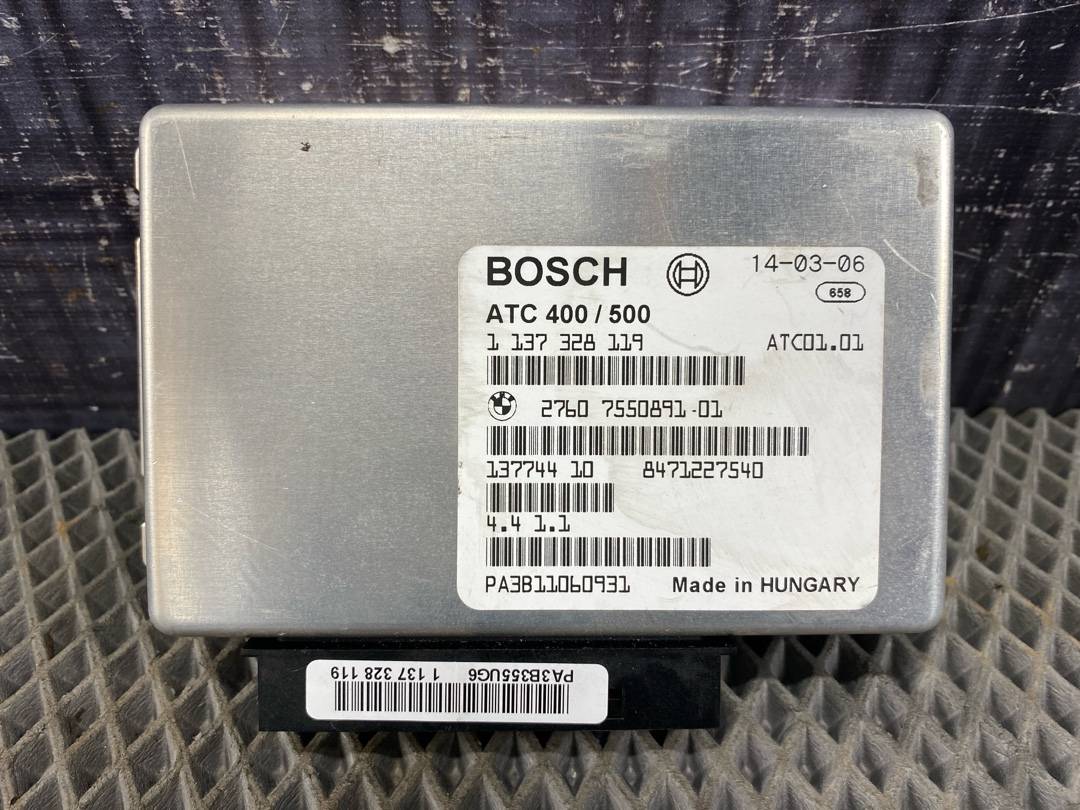 BOSCH 14-03-06
658
ATC 400 / 500
1 137 328 119 ATC01.01
2760 7550891-01
137744 10 8471227540
4.4 1.1
PA3B11060931 Made in HUNGARY
PA3B355UG6 1 137 328 119